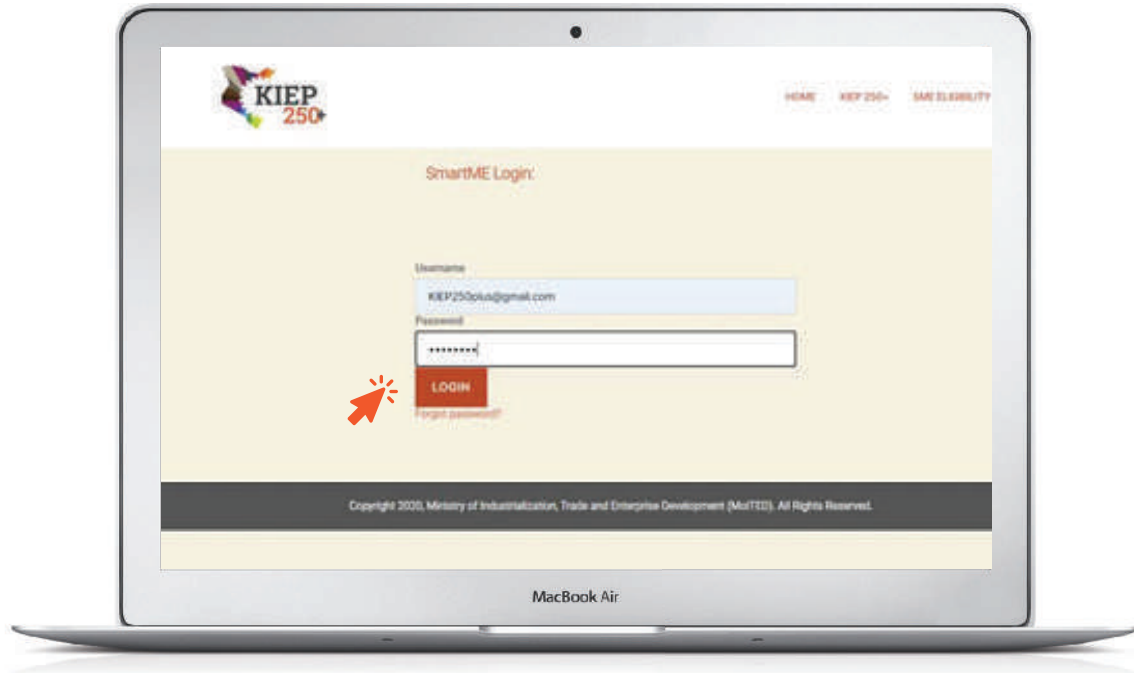 KIEP
250+
HOME KIEP 250+ SME ELIGIBILITY
SmartME Login:
Username
KIEP250plus@gmail.com
Password
••••••••
LOGIN
Forgot password?
Copyright 2020, Ministry of Industrialization, Trade and Enterprise Development (MoITED). All Rights Reserved.
MacBook Air